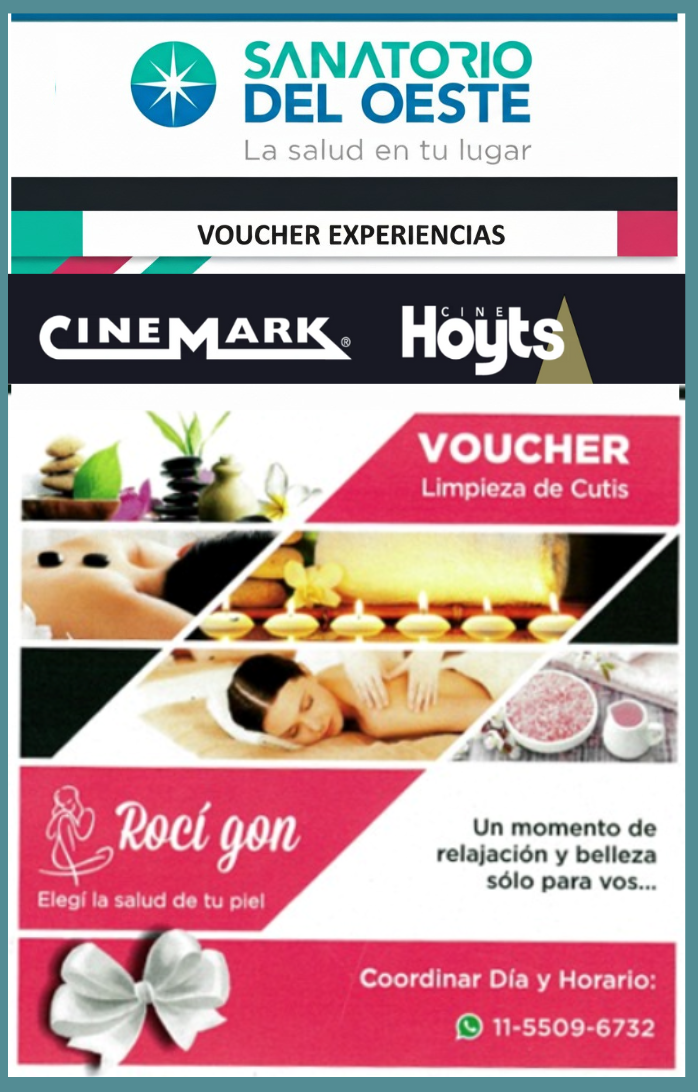 SANATORIO
DEL OESTE
La salud en tu lugar
VOUCHER EXPERIENCIAS
CINEMARK®
CINE
Hoyts
VOUCHER
Limpieza de Cutis
Rocí gon
Elegí la salud de tu piel
Un momento de
relajación y belleza
sólo para vos...
Coordinar Día y Horario:
11-5509-6732